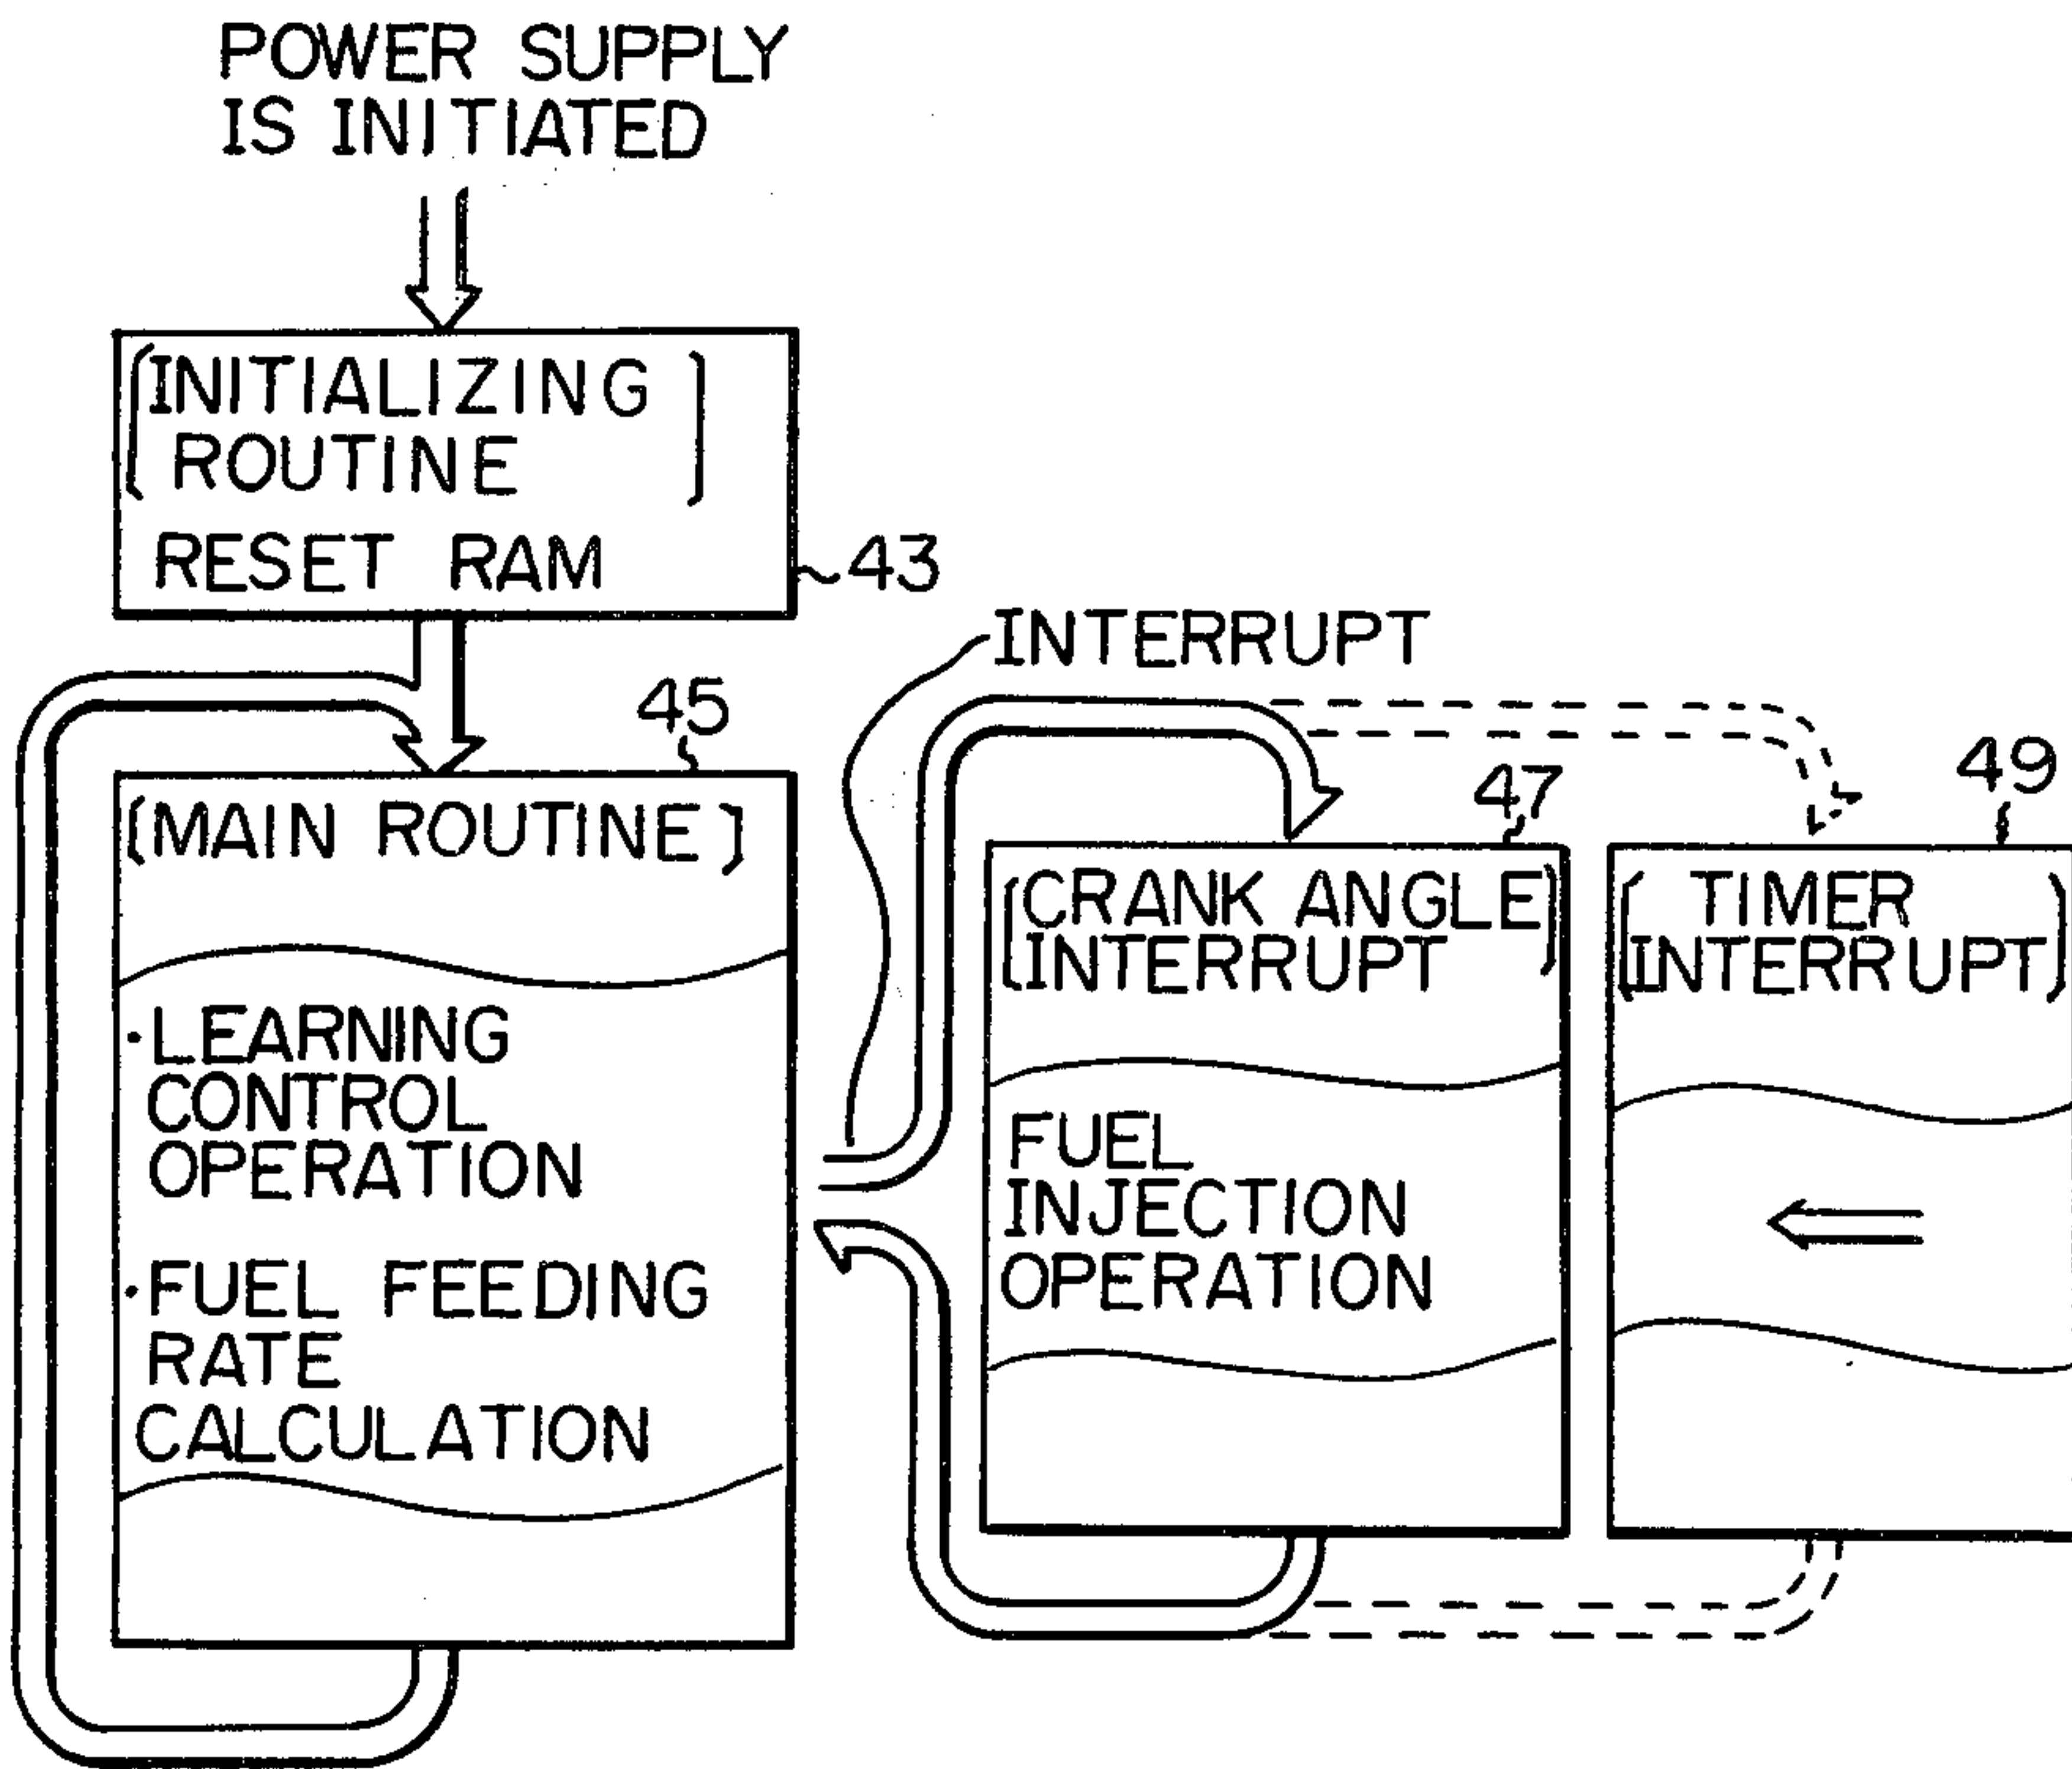 POWER SUPPLY
IS INITIATED
[INITIALIZING
ROUTINE]
RESET RAM
43
INTERRUPT
45
[MAIN ROUTINE]
·LEARNING
CONTROL
OPERATION
·FUEL FEEDING
RATE
CALCULATION
47
[CRANK ANGLE
INTERRUPT]
FUEL
INJECTION
OPERATION
49
[TIMER
INTERRUPT]